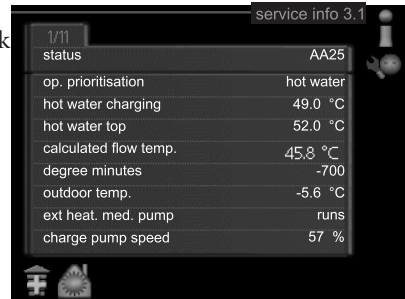 service info 3.1
k
1/11
status AA25
op. prioritisation hot water
hot water charging 49.0 °C
hot water top 52.0 °C
calculated flow temp. 45.8 °C
degree minutes -700
outdoor temp. -5.6 °C
ext heat. med. pump runs
charge pump speed 57 %